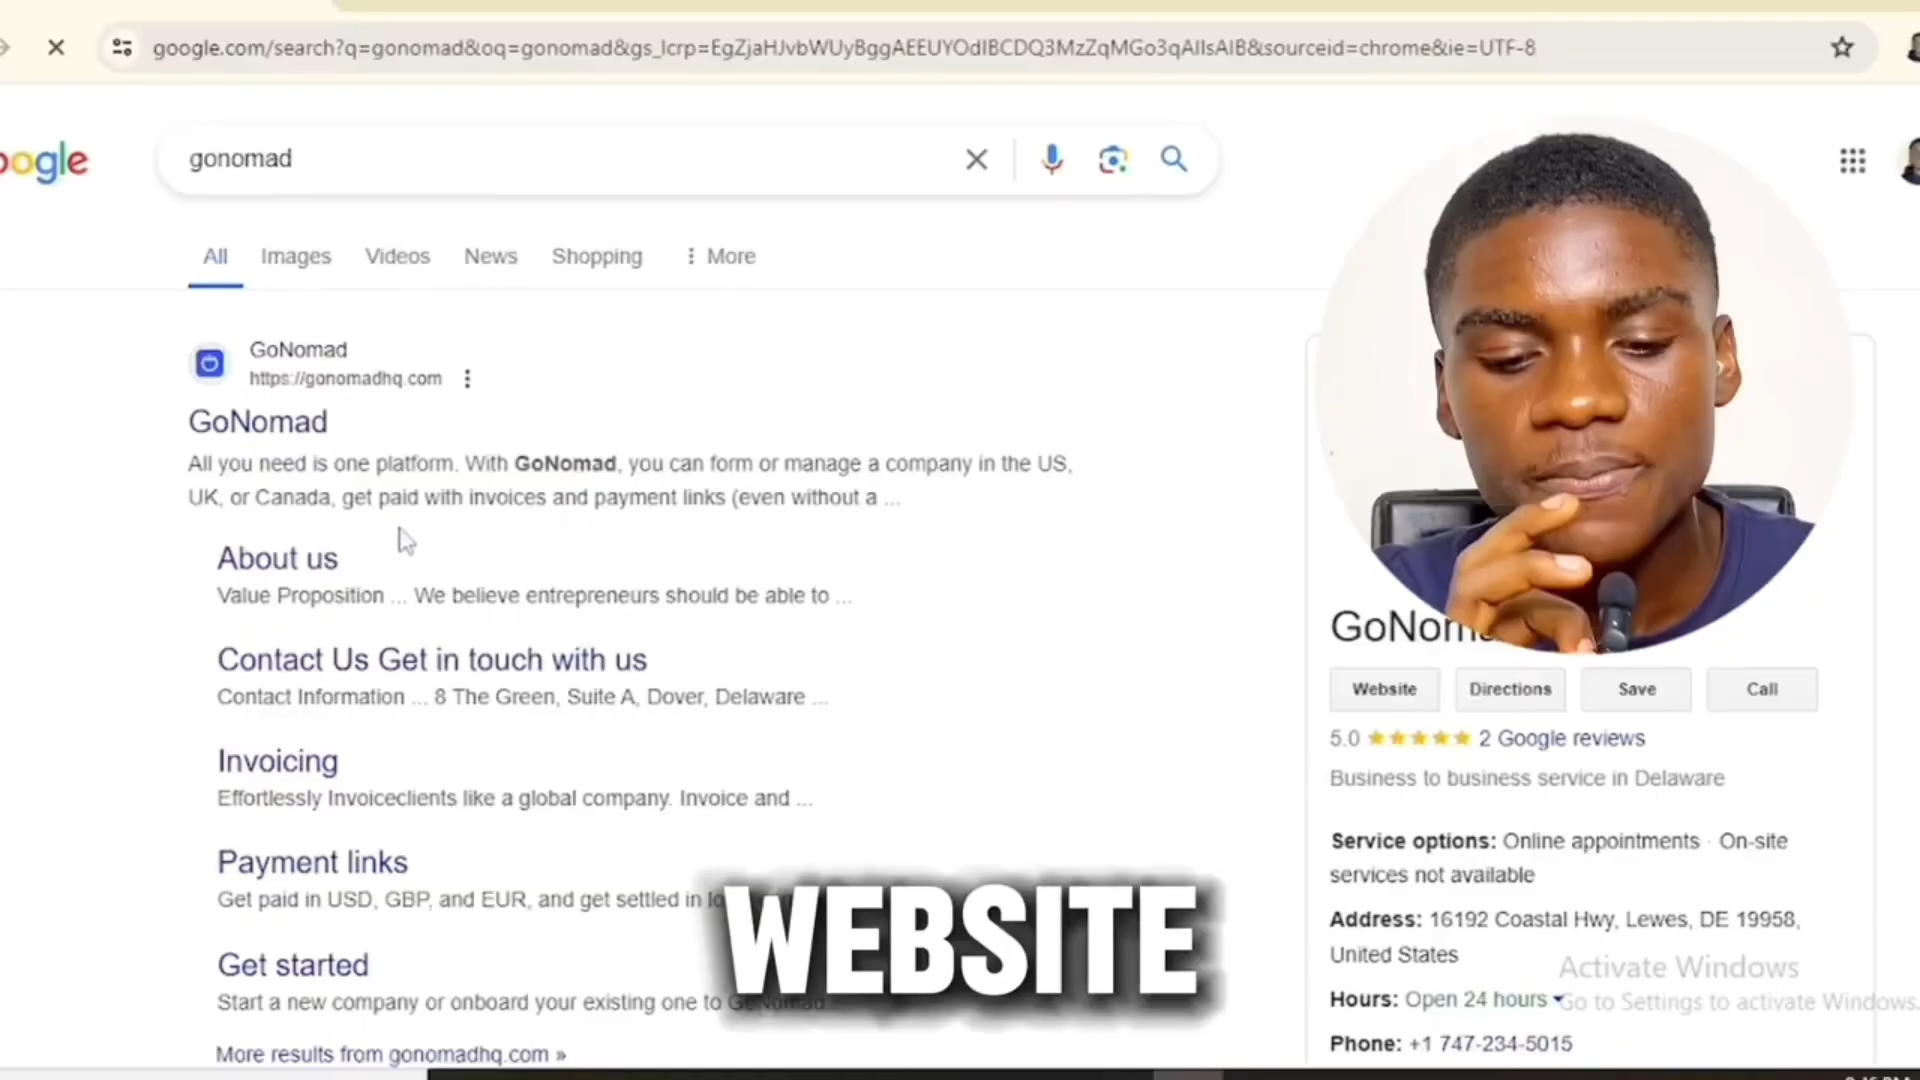 google.com/search?q=gonomad&oq=gonomad&gs_lcrp=EgZjaHJvbWUyBggAEEUYOdIBCDQ3MzZqMGo3qAIIsAIB&sourceid=chrome&ie=UTF-8
oogle
gonomad
All Images Videos News Shopping More
GoNomad
https://gonomadhq.com
GoNomad
All you need is one platform. With GoNomad, you can form or manage a company in the US,
UK, or Canada, get paid with invoices and payment links (even without a ...
About us
Value Proposition ... We believe entrepreneurs should be able to ...
Contact Us Get in touch with us
Contact Information ... 8 The Green, Suite A, Dover, Delaware ...
Invoicing
Effortlessly Invoiceclients like a global company. Invoice and ...
Payment links
Get paid in USD, GBP, and EUR, and get settled in
Get started
Start a new company or onboard your existing one to GoNomad
More results from gonomadhq.com »
WEBSITE
GoNom
Website Directions Save Call
5.0 2 Google reviews
Business to business service in Delaware
Service options: Online appointments · On-site
services not available
Address: 16192 Coastal Hwy, Lewes, DE 19958,
United States
Hours: Open 24 hours
Phone: +1 747-234-5015
Activate Windows
Go to Settings to activate Windows.